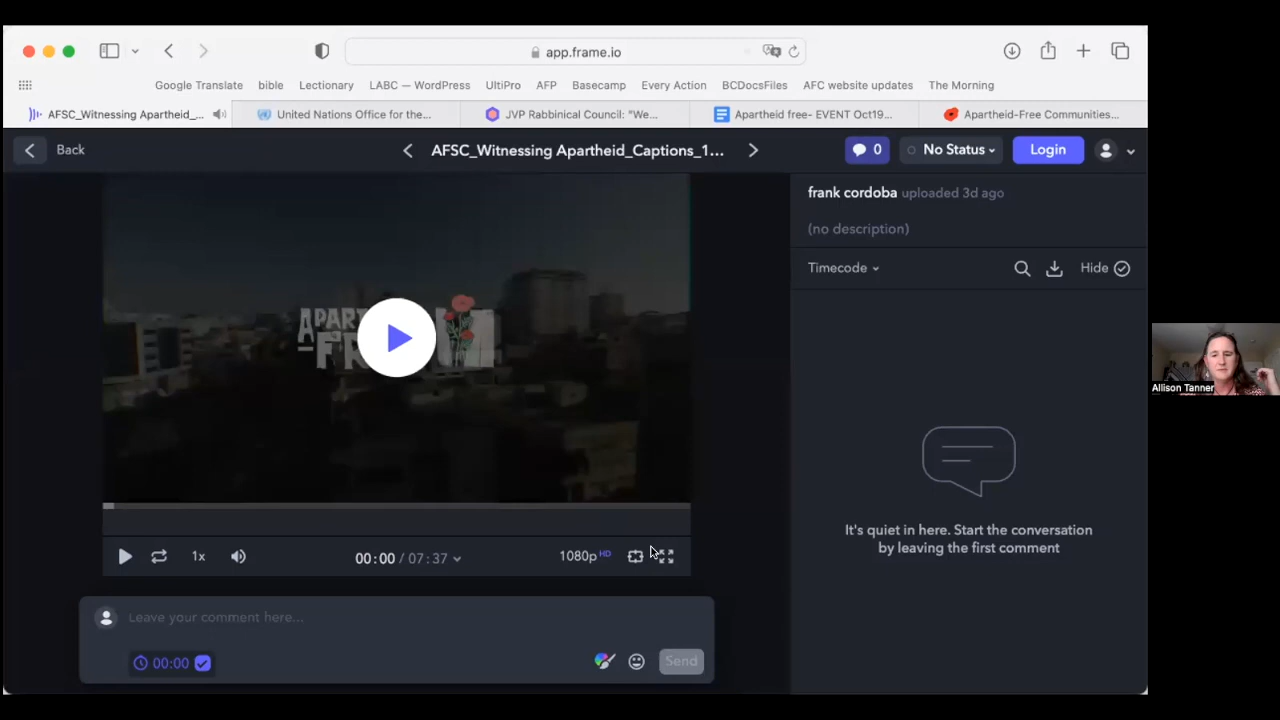 app.frame.io
Google Translate bible Lectionary LABC — WordPress UltiPro AFP Basecamp Every Action BCDocsFiles AFC website updates The Morning
AFSC_Witnessing Apartheid_... United Nations Office for the... JVP Rabbinical Council: "We... Apartheid free- EVENT Oct19... Apartheid-Free Communities...
Back AFSC_Witnessing Apartheid_Captions_1... 0 No Status Login
frank cordoba uploaded 3d ago
(no description)
Timecode Hide
APART
-FR
Allison Tanner
It's quiet in here. Start the conversation
by leaving the first comment
1x 00:00 / 07:37 1080p HD
Leave your comment here...
00:00 Send